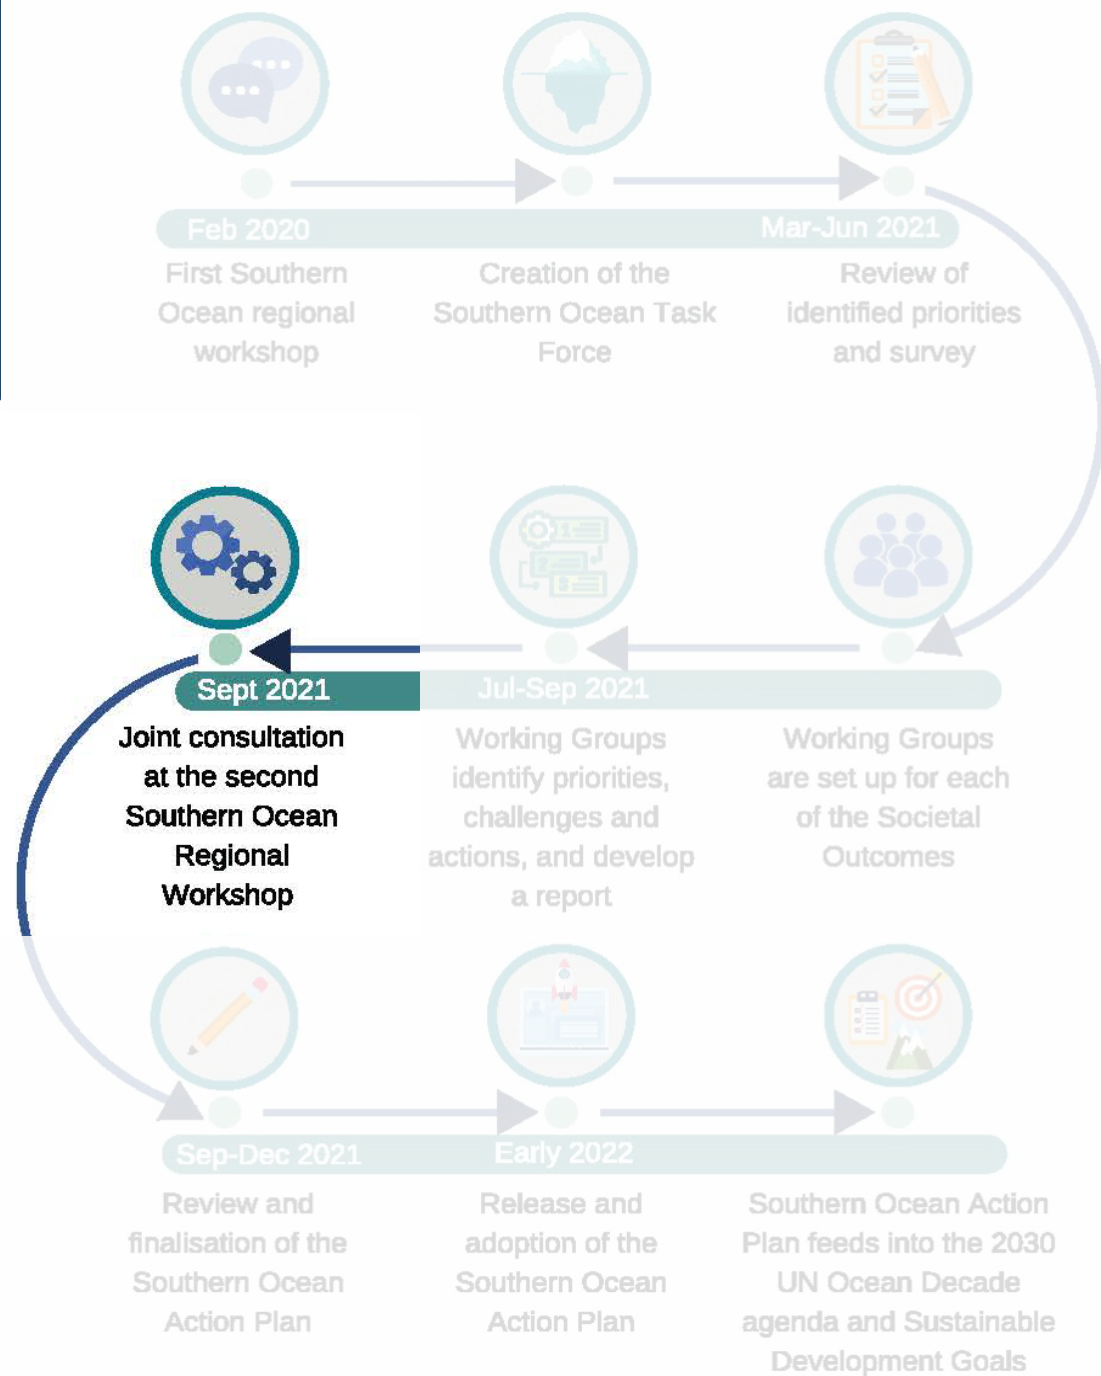 Feb 2020
Mar-Jun 2021
First Southern
Ocean regional
workshop
Creation of the
Southern Ocean Task
Force
Review of
identified priorities
and survey
1
2
3
Sept 2021
Jul-Sep 2021
Joint consultation
at the second
Southern Ocean
Regional
Workshop
Working Groups
identify priorities,
challenges and
actions, and develop
a report
Working Groups
are set up for each
of the Societal
Outcomes
Sep-Dec 2021
Early 2022
Review and
finalisation of the
Southern Ocean
Action Plan
Release and
adoption of the
Southern Ocean
Action Plan
Southern Ocean Action
Plan feeds into the 2030
UN Ocean Decade
agenda and Sustainable
Development Goals